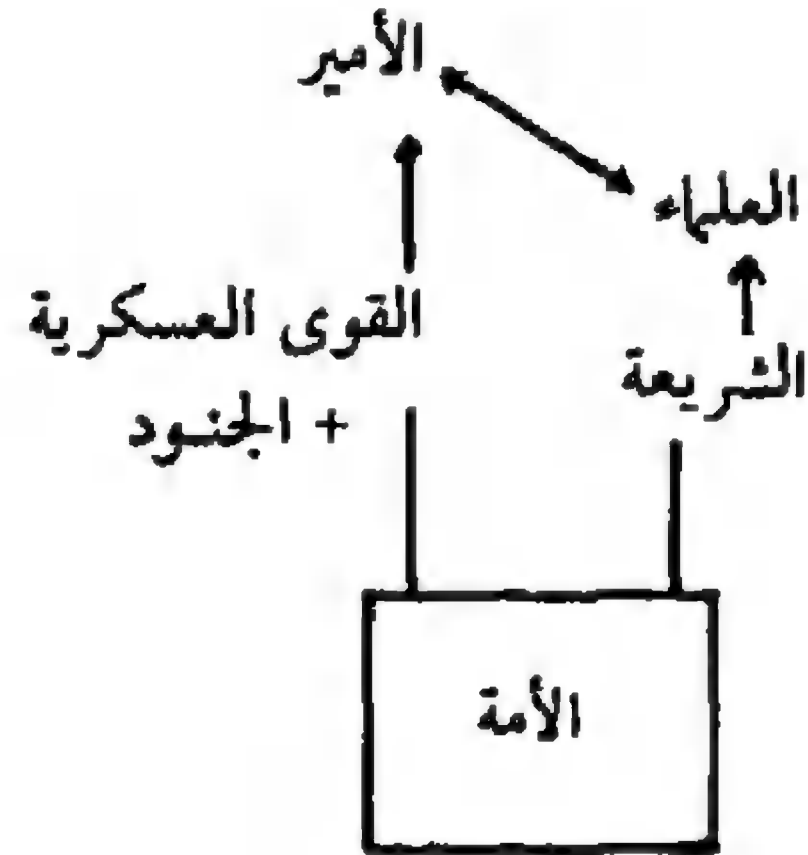 الأمير
العلماء
القوى العسكرية
+ الجنود
الشريعة
الأمة